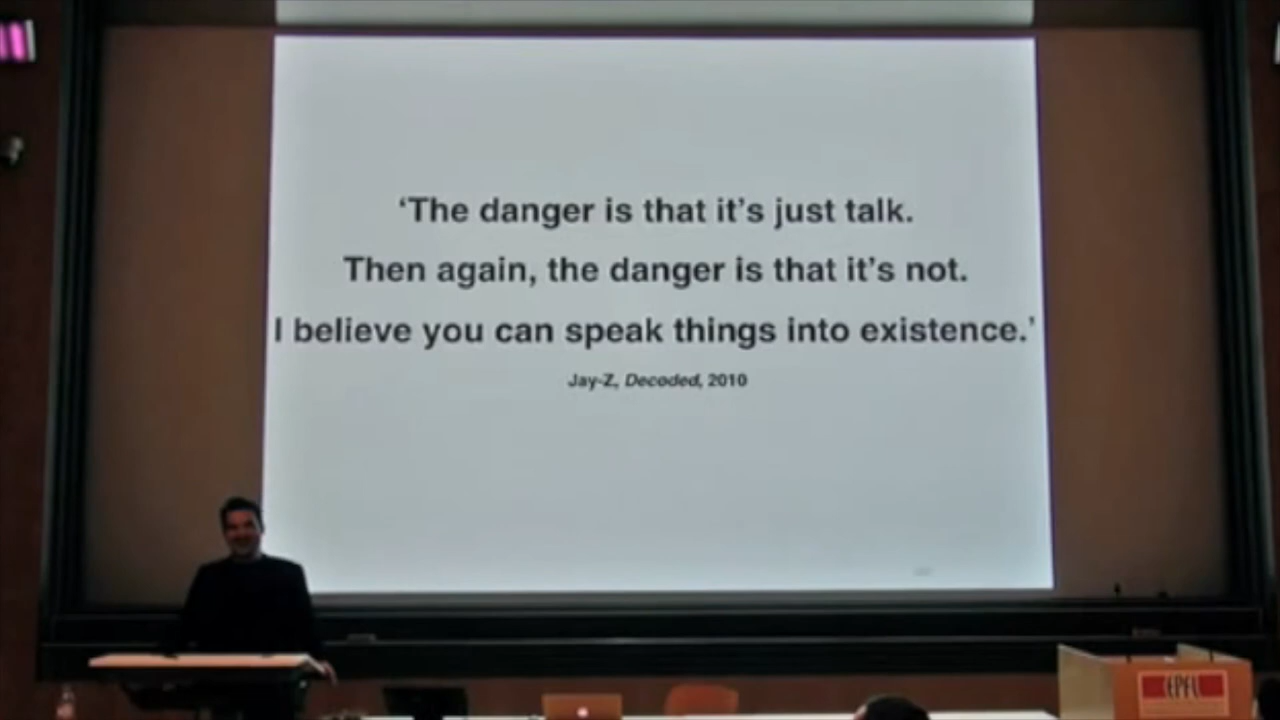 ‘The danger is that it’s just talk.
Then again, the danger is that it’s not.
I believe you can speak things into existence.’
Jay-Z, Decoded, 2010
EPFL